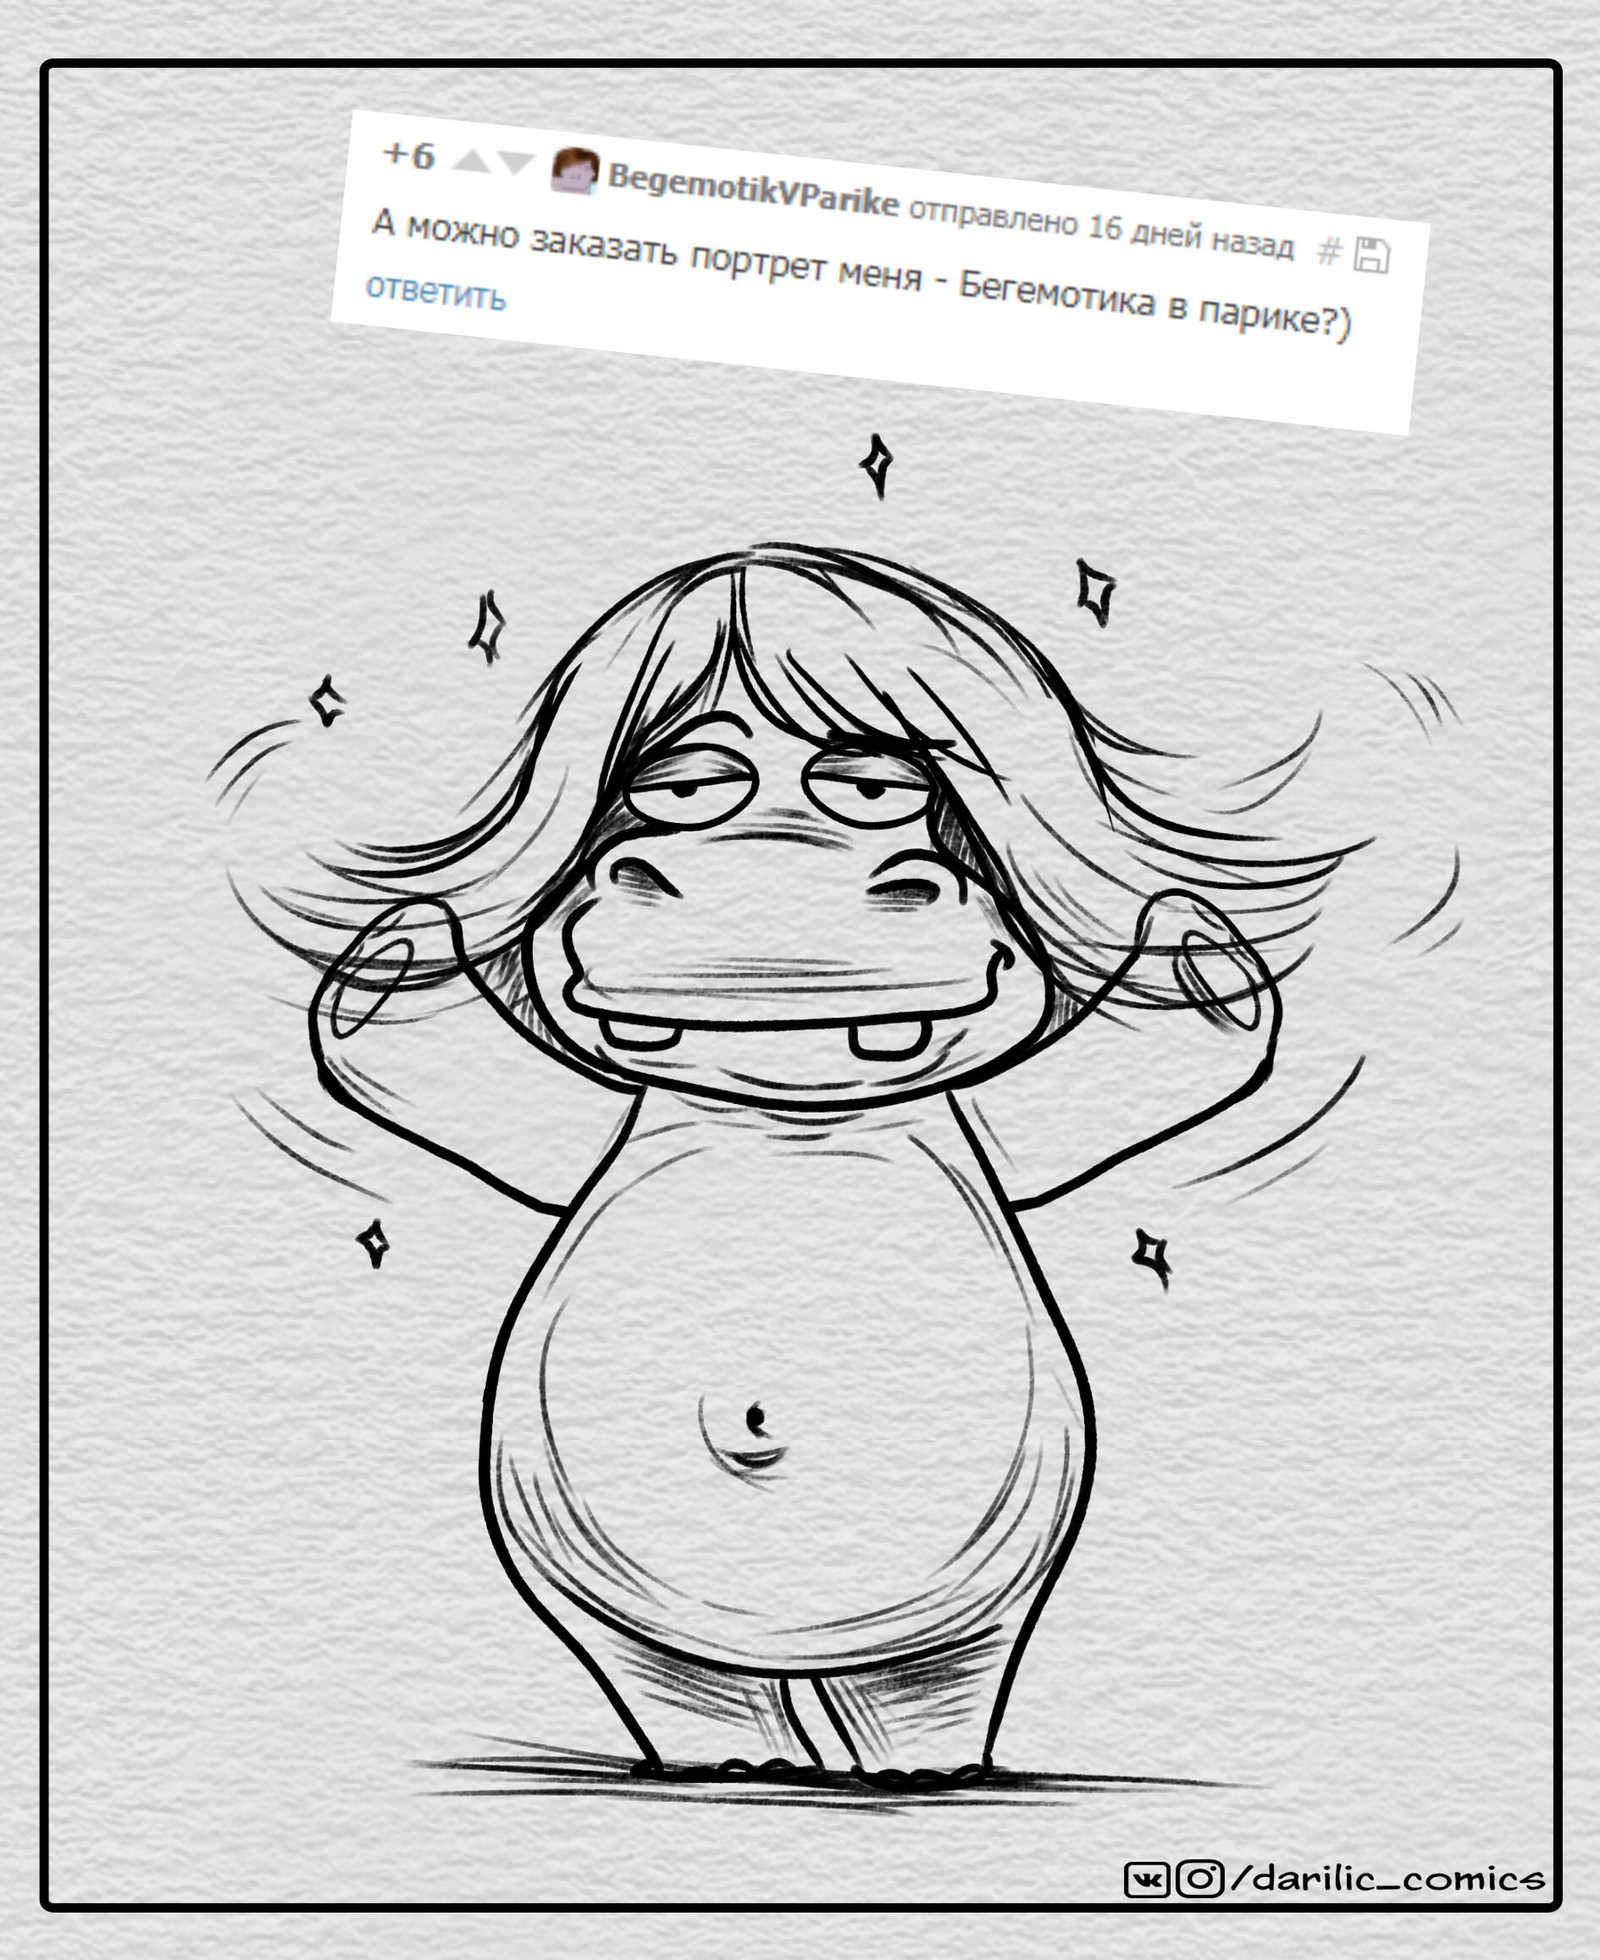 +6 BegemotikVParike отправлено 16 дней назад #
А можно заказать портрет меня - Бегемотика в парике?)
ответить
/darilic_comics